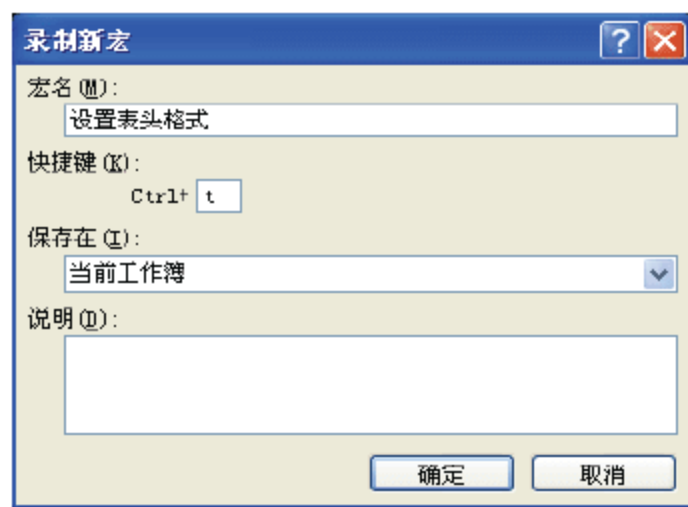 录制新宏
宏名(M):
设置表头格式
快捷键(K):
Ctrl+ t
保存在(I):
当前工作簿
说明(D):
确定 取消